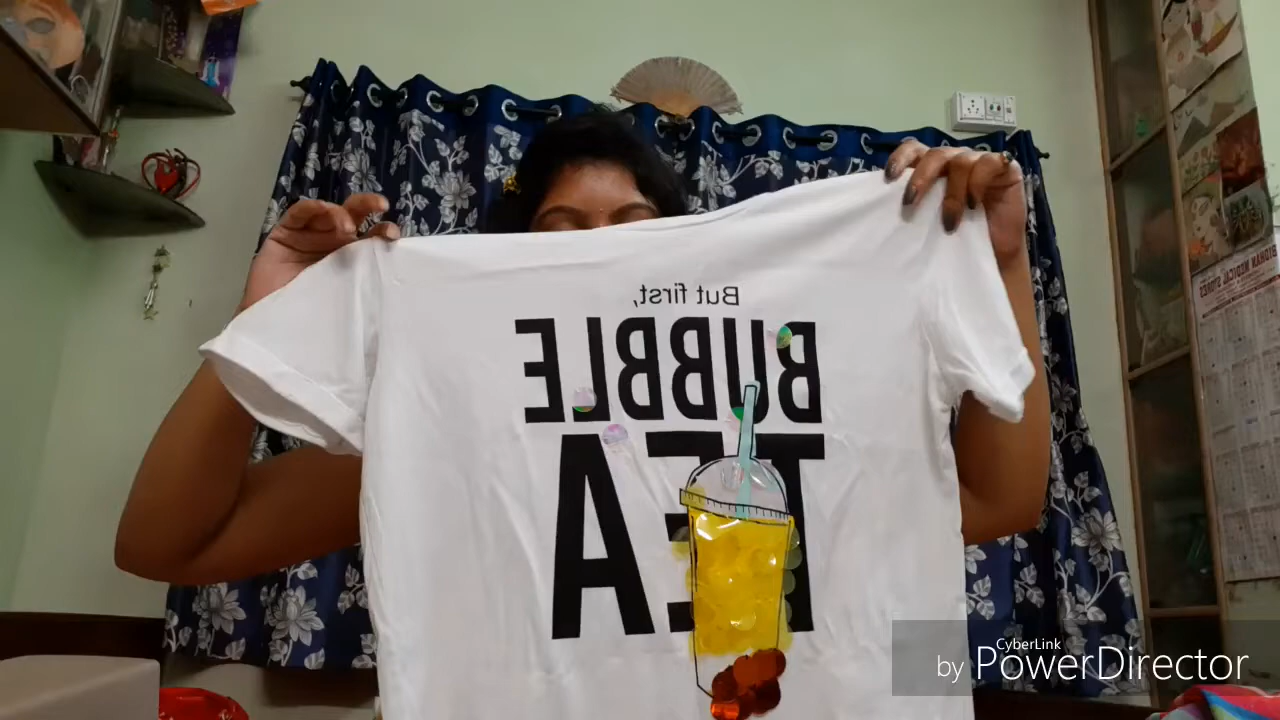 But first,
BUBBLE
TEA
CyberLink
by PowerDirector